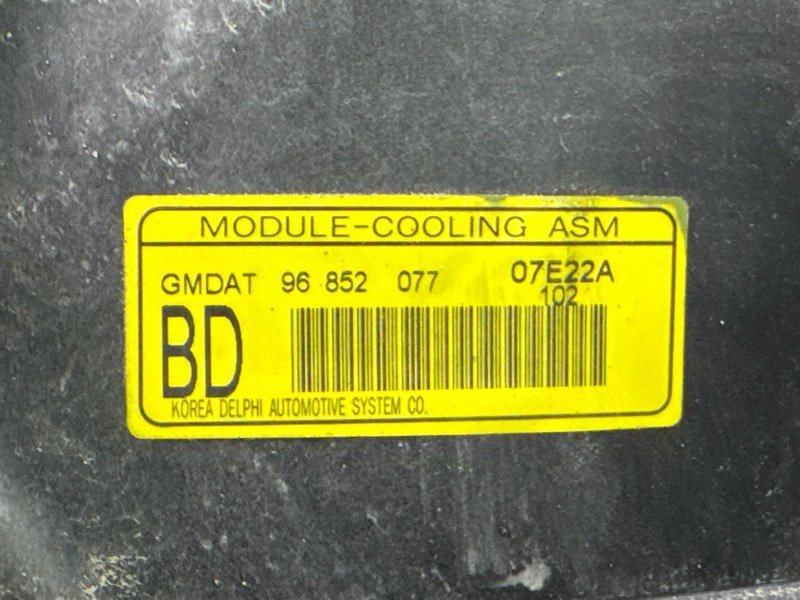 MODULE-COOLING ASM
GMDAT 96 852 077 07E22A
102
BD
KOREA DELPHI AUTOMOTIVE SYSTEM CO.